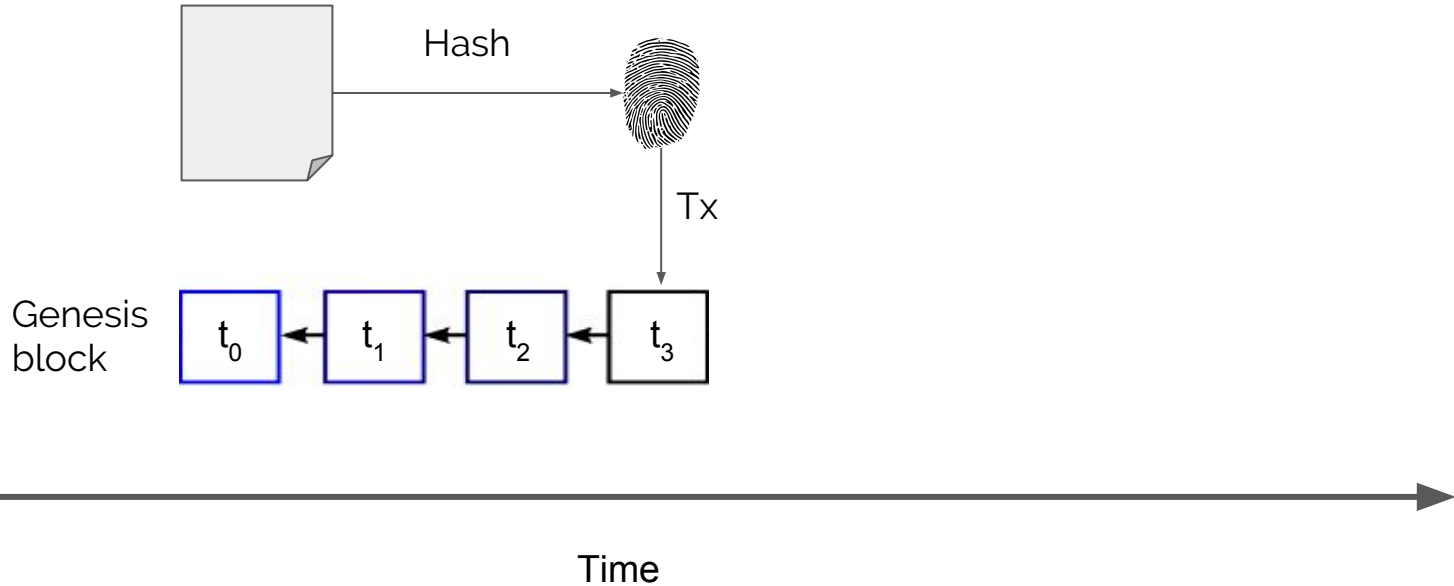 Hash
Tx
Genesis
block
t₀ t₁ t₂ t₃
Time